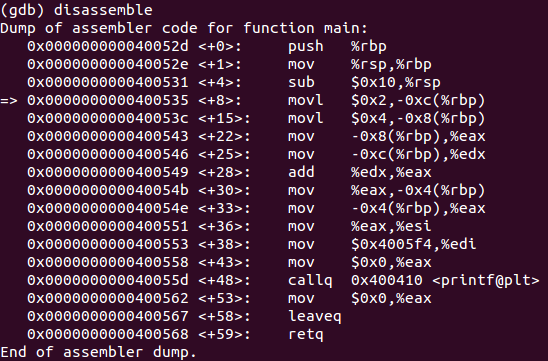 (gdb) disassemble
Dump of assembler code for function main:
   0x000000000040052d <+0>:     push   %rbp
   0x000000000040052e <+1>:     mov    %rsp,%rbp
   0x0000000000400531 <+4>:     sub    $0x10,%rsp
=> 0x0000000000400535 <+8>:     movl   $0x2,-0xc(%rbp)
   0x000000000040053c <+15>:    movl   $0x4,-0x8(%rbp)
   0x0000000000400543 <+22>:    mov    -0x8(%rbp),%eax
   0x0000000000400546 <+25>:    mov    -0xc(%rbp),%edx
   0x0000000000400549 <+28>:    add    %edx,%eax
   0x000000000040054b <+30>:    mov    %eax,-0x4(%rbp)
   0x000000000040054e <+33>:    mov    -0x4(%rbp),%eax
   0x0000000000400551 <+36>:    mov    %eax,%esi
   0x0000000000400553 <+38>:    mov    $0x4005f4,%edi
   0x0000000000400558 <+43>:    mov    $0x0,%eax
   0x000000000040055d <+48>:    callq  0x400410 <printf@plt>
   0x0000000000400562 <+53>:    mov    $0x0,%eax
   0x0000000000400567 <+58>:    leaveq
   0x0000000000400568 <+59>:    retq
End of assembler dump.